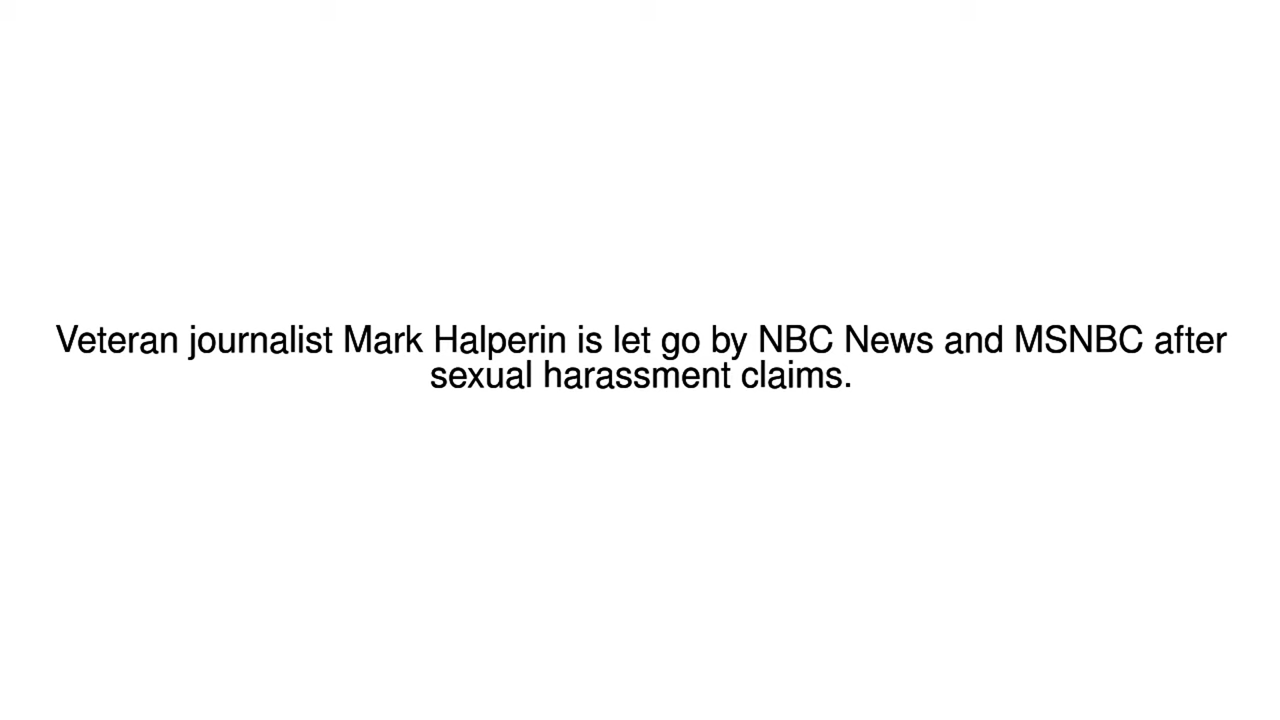 Veteran journalist Mark Halperin is let go by NBC News and MSNBC after
sexual harassment claims.